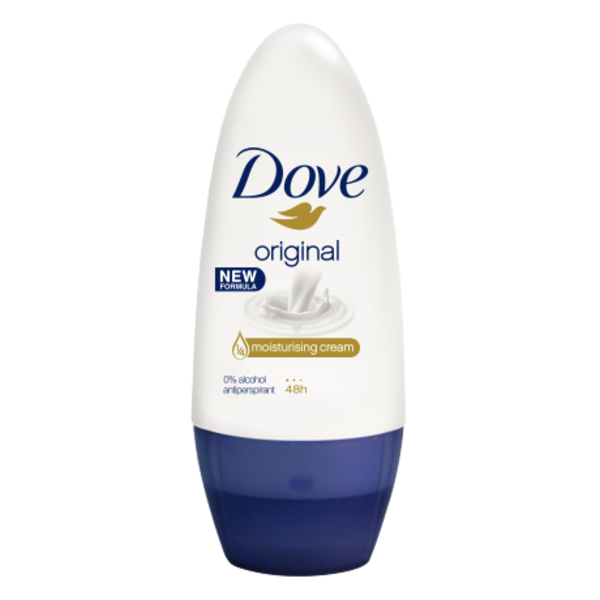 Dove
original
NEW
FORMULA
1/4 moisturising cream
0% alcohol
antiperspirant
48h